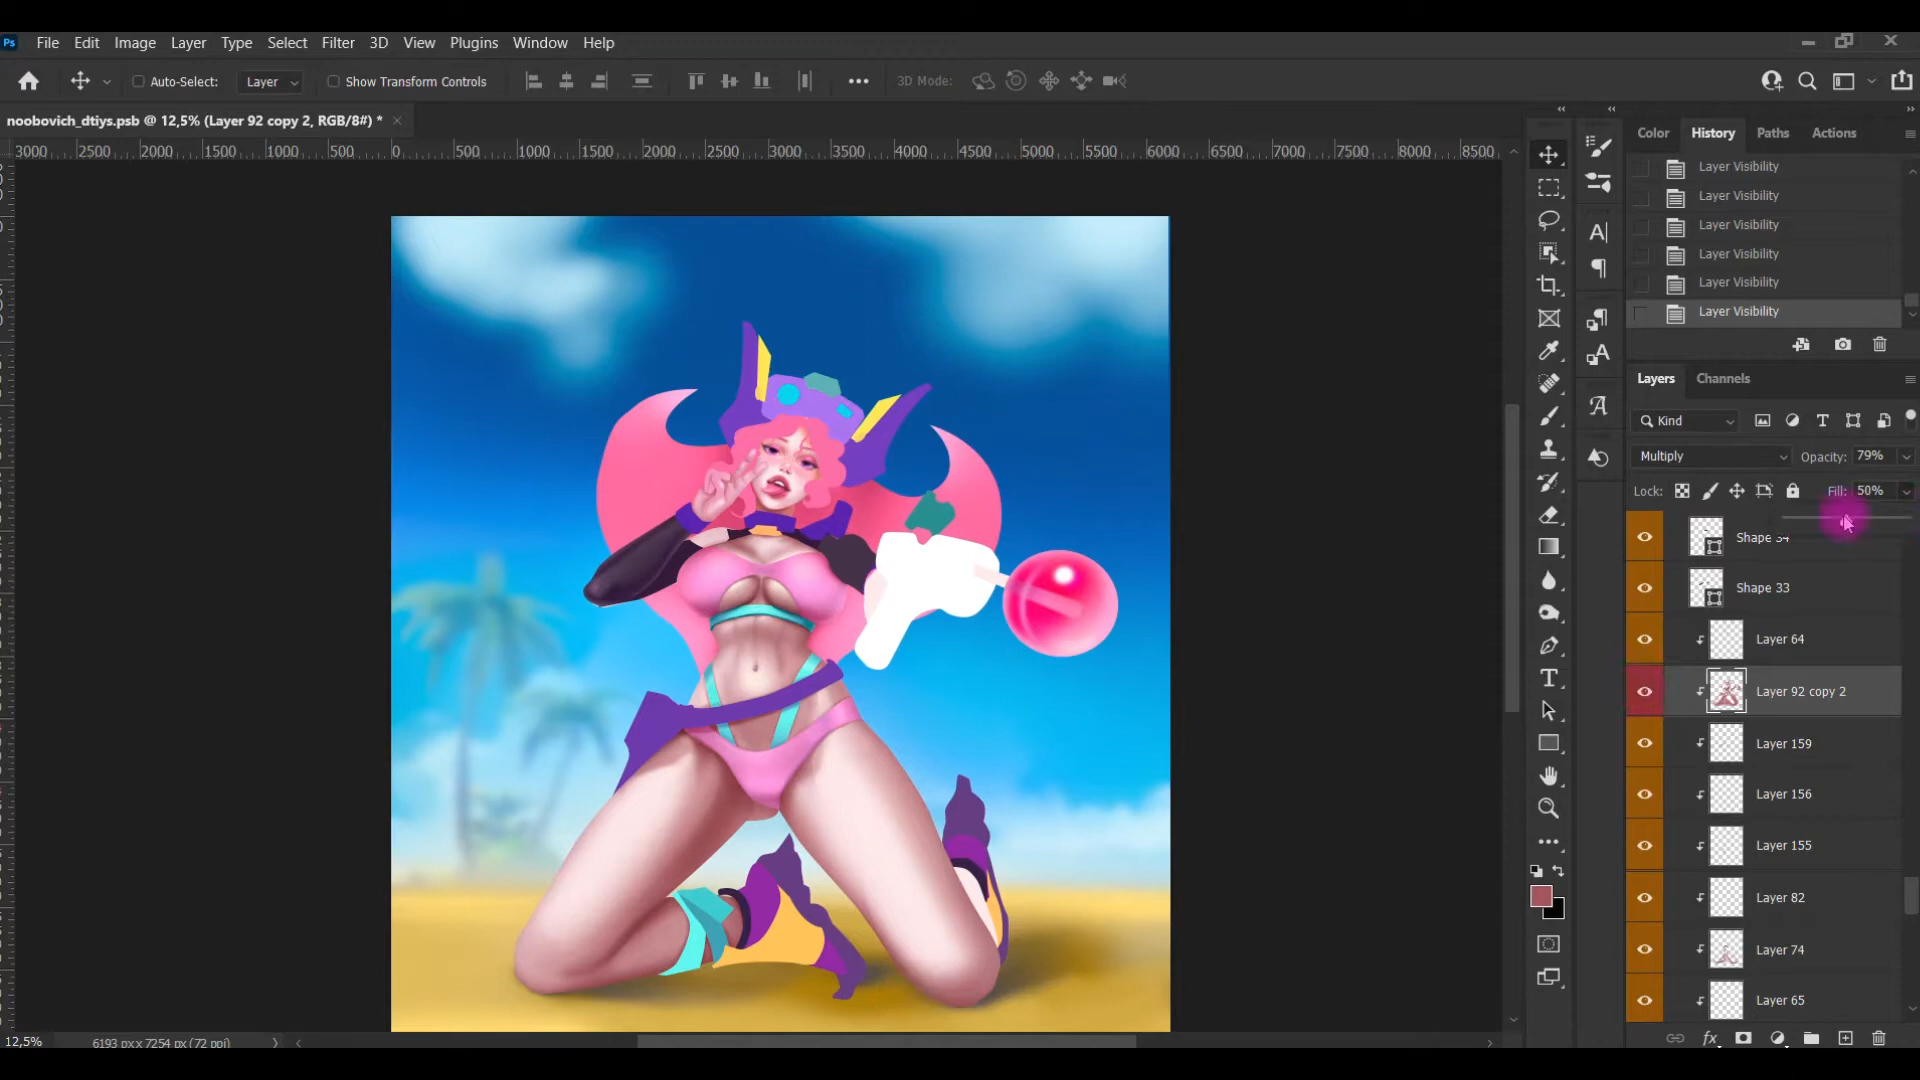 Ps File Edit Image Layer Type Select Filter 3D View Plugins Window Help
Auto-Select: Layer Show Transform Controls 3D Mode:
noobovich_dtiys.psb @ 12,5% (Layer 92 copy 2, RGB/8#) *
3000 2500 2000 1500 1000 500 0 500 1000 1500 2000 2500 3000 3500 4000 4500 5000 5500 6000 6500 7000 7500 8000 8500
Color History Paths Actions
Layer Visibility
Layer Visibility
Layer Visibility
Layer Visibility
Layer Visibility
Layer Visibility
Layers Channels
Kind
Multiply Opacity: 79%
Lock: Fill: 50%
Shape 34
Shape 33
Layer 64
Layer 92 copy 2
Layer 159
Layer 156
Layer 155
Layer 82
Layer 74
Layer 65
12,5% 6193 px x 7254 px (72 ppi)